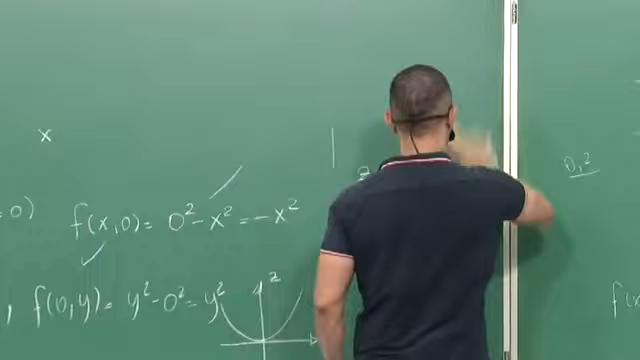 x
=0) f(x,0) = 0² - x² = -x²
, f(0,y) = y² - 0² = y²
z
0,2
f(x